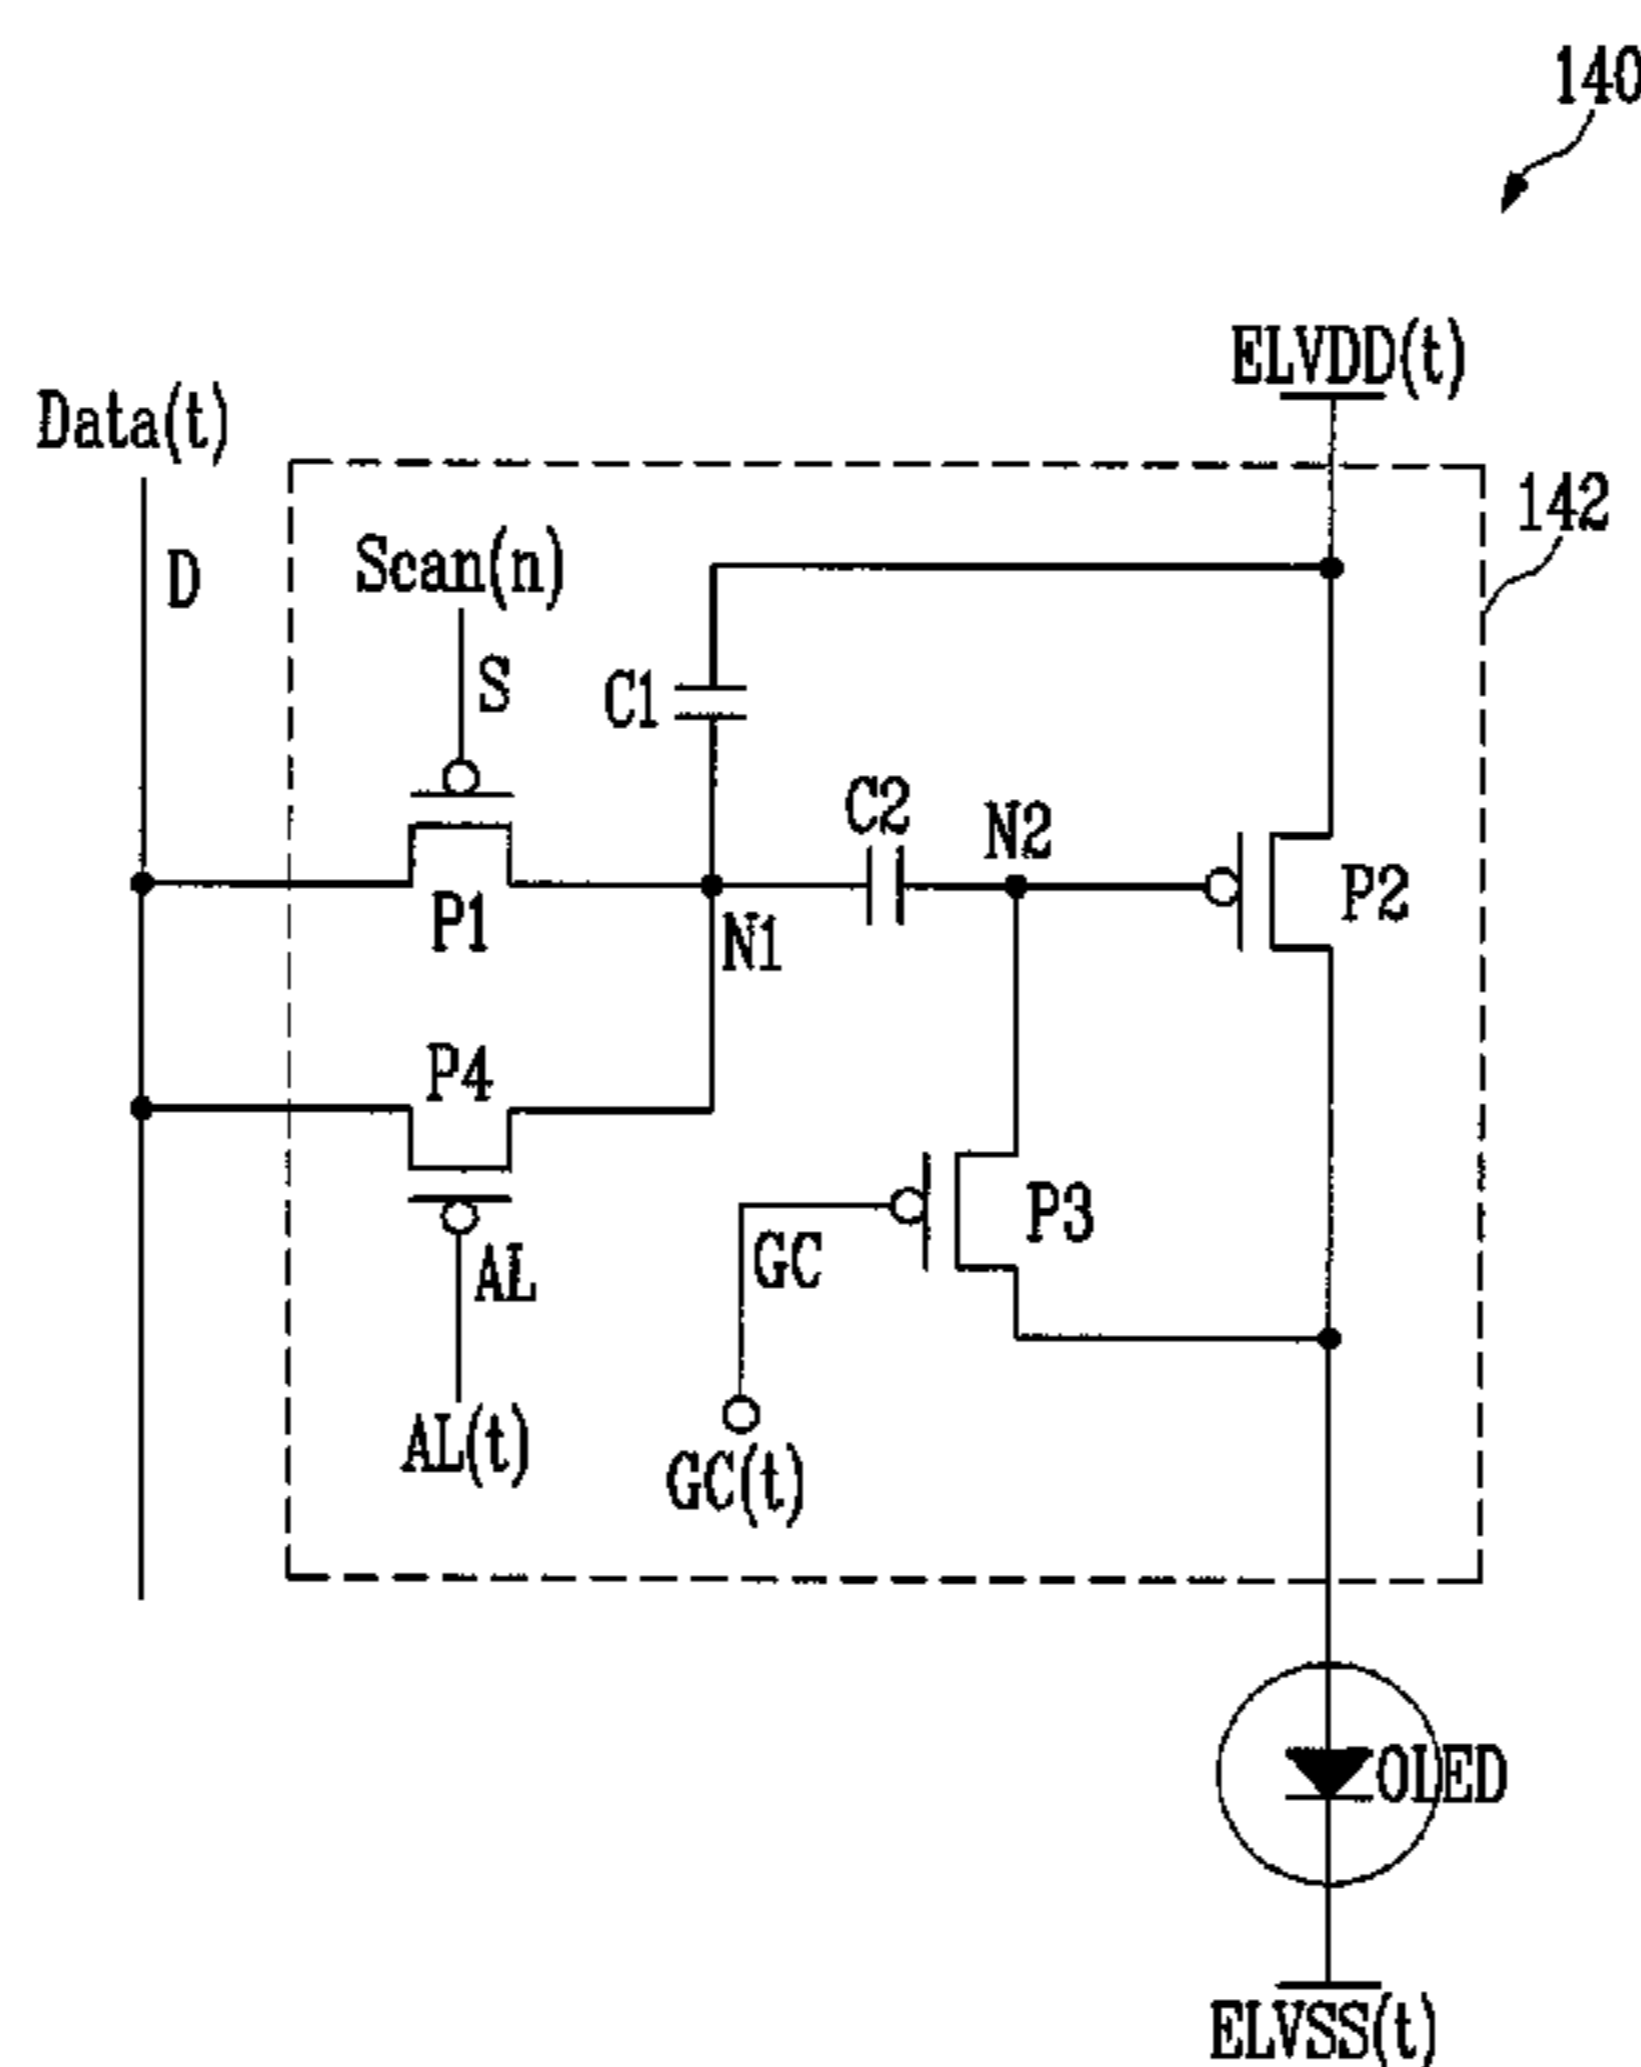 140
ELVDD(t)
Data(t)
142
D
Scan(n)
S
C1
C2
N2
P2
P1
N1
P4
P3
GC
AL
AL(t)
GC(t)
OLED
ELVSS(t)